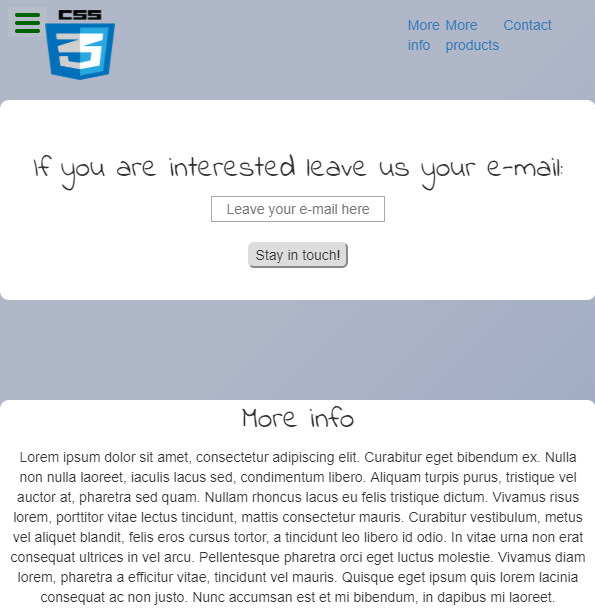 CSS
3
More More Contact
info products
If you are interested leave us your e-mail:
Leave your e-mail here
Stay in touch!
More info
Lorem ipsum dolor sit amet, consectetur adipiscing elit. Curabitur eget bibendum ex. Nulla
non nulla laoreet, iaculis lacus sed, condimentum libero. Aliquam turpis purus, tristique vel
auctor at, pharetra sed quam. Nullam rhoncus lacus eu felis tristique dictum. Vivamus risus
lorem, porttitor vitae lectus tincidunt, mattis consectetur mauris. Curabitur vestibulum, metus
vel aliquet blandit, felis eros cursus tortor, a tincidunt leo libero id odio. In vitae urna non erat
consequat ultrices in vel arcu. Pellentesque pharetra orci eget luctus molestie. Vivamus diam
lorem, pharetra a efficitur vitae, tincidunt vel mauris. Quisque eget ipsum quis lorem lacinia
consequat ac non justo. Nunc accumsan est et mi bibendum, in dapibus mi laoreet.